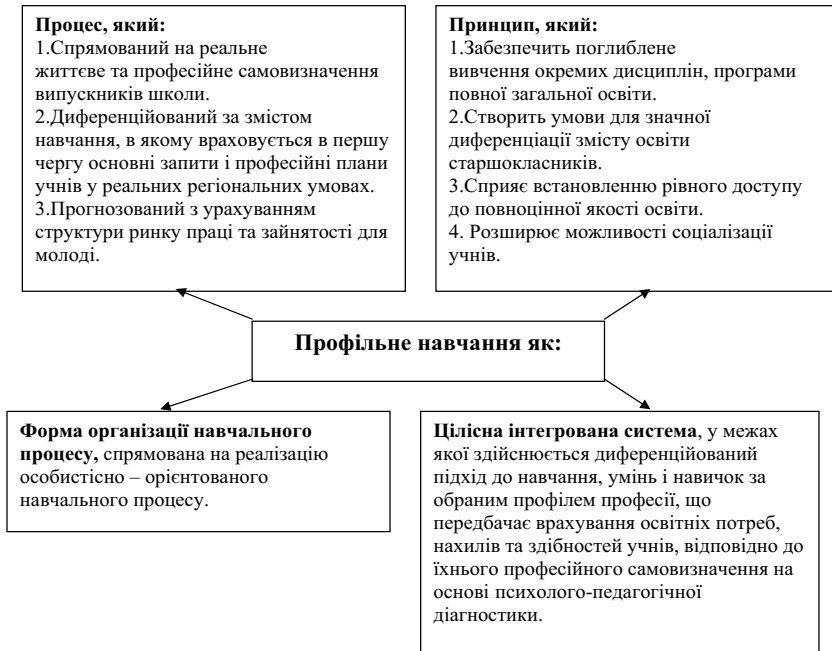 Процес, який:
1.Спрямований на реальне
життєве та професійне самовизначення
випускників школи.
2.Диференційований за змістом
навчання, в якому враховується в першу
чергу основні запити і професійні плани
учнів у реальних регіональних умовах.
3.Прогнозований з урахуванням
структури ринку праці та зайнятості для
молоді.
Принцип, який:
1.Забезпечить поглиблене
вивчення окремих дисциплін, програми
повної загальної освіти.
2.Створить умови для значної
диференціації змісту освіти
старшокласників.
3.Сприяє встановленню рівного доступу
до повноцінної якості освіти.
4. Розширює можливості соціалізації
учнів.
Профільне навчання як:
Форма організації навчального
процесу, спрямована на реалізацію
особистісно – орієнтованого
навчального процесу.
Цілісна інтегрована система, у межах
якої здійснюється диференційований
підхід до навчання, умінь і навичок за
обраним профілем професії, що
передбачає врахування освітніх потреб,
нахилів та здібностей учнів, відповідно до
їхнього професійного самовизначення на
основі психолого-педагогічної
діагностики.